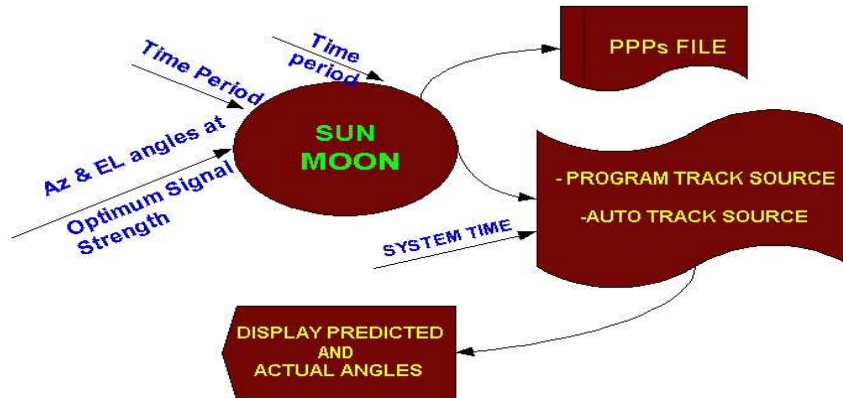 Time period
Time Period
Az & EL angles at
Optimum Signal
Strength
SUN
MOON
PPPs FILE
- PROGRAM TRACK SOURCE
-AUTO TRACK SOURCE
SYSTEM TIME
DISPLAY PREDICTED
AND
ACTUAL ANGLES